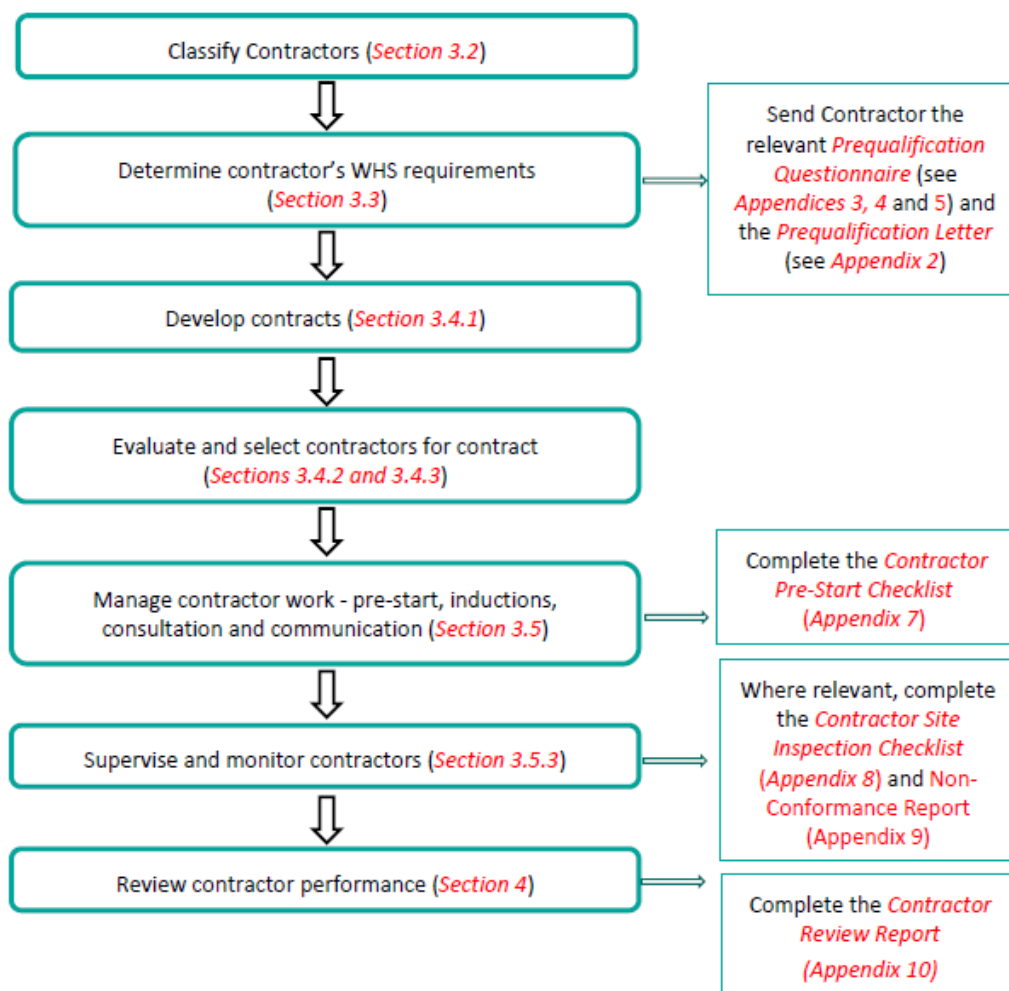 Classify Contractors (Section 3.2)
Determine contractor's WHS requirements
(Section 3.3)
Send Contractor the
relevant Prequalification
Questionnaire (see
Appendices 3, 4 and 5) and
the Prequalification Letter
(see Appendix 2)
Develop contracts (Section 3.4.1)
Evaluate and select contractors for contract
(Sections 3.4.2 and 3.4.3)
Manage contractor work - pre-start, inductions,
consultation and communication (Section 3.5)
Complete the Contractor
Pre-Start Checklist
(Appendix 7)
Supervise and monitor contractors (Section 3.5.3)
Where relevant, complete
the Contractor Site
Inspection Checklist
(Appendix 8) and Non-
Conformance Report
(Appendix 9)
Review contractor performance (Section 4)
Complete the Contractor
Review Report
(Appendix 10)